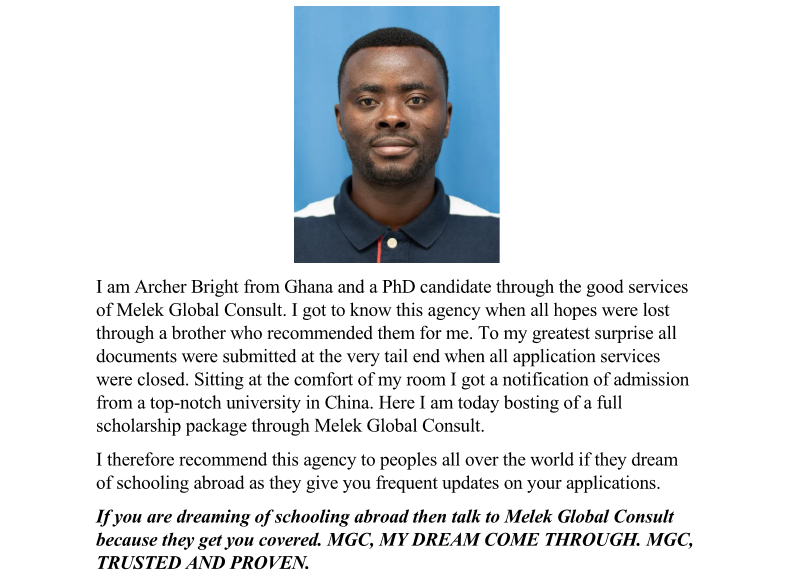 I am Archer Bright from Ghana and a PhD candidate through the good services
of Melek Global Consult. I got to know this agency when all hopes were lost
through a brother who recommended them for me. To my greatest surprise all
documents were submitted at the very tail end when all application services
were closed. Sitting at the comfort of my room I got a notification of admission
from a top-notch university in China. Here I am today bosting of a full
scholarship package through Melek Global Consult.
I therefore recommend this agency to peoples all over the world if they dream
of schooling abroad as they give you frequent updates on your applications.
If you are dreaming of schooling abroad then talk to Melek Global Consult
because they get you covered. MGC, MY DREAM COME THROUGH. MGC,
TRUSTED AND PROVEN.